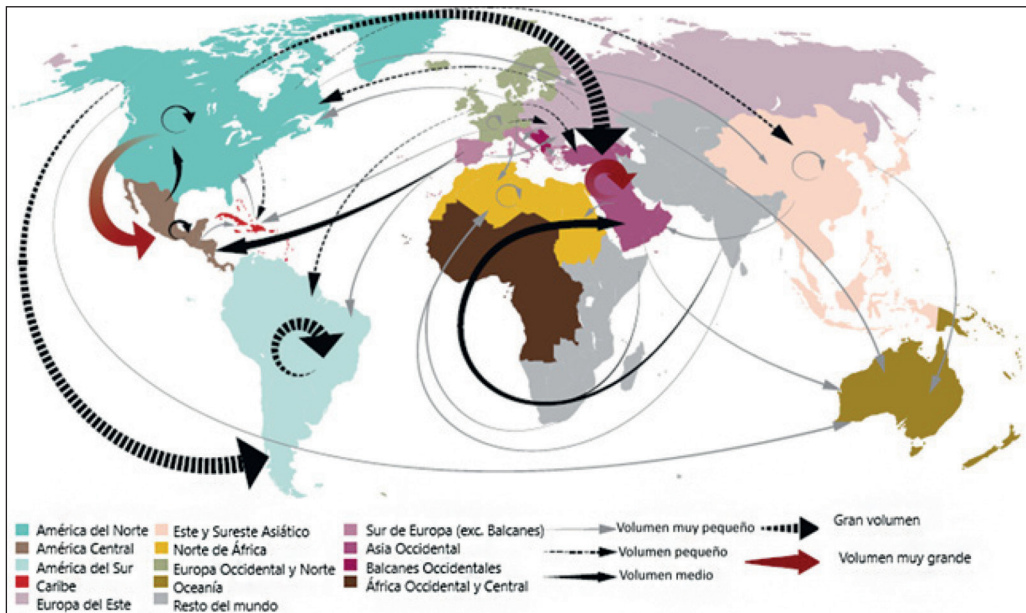 América del Norte
América Central
América del Sur
Caribe
Europa del Este
Este y Sureste Asiático
Norte de África
Europa Occidental y Norte
Oceanía
Resto del mundo
Sur de Europa (exc. Balcanes)
Asia Occidental
Balcanes Occidentales
África Occidental y Central
Volumen muy pequeño
Volumen pequeño
Volumen medio
Gran volumen
Volumen muy grande